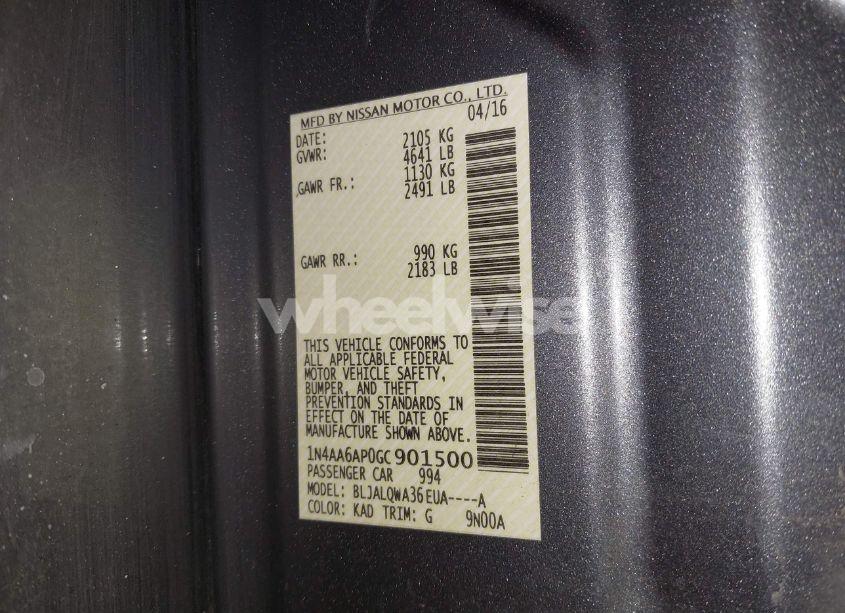 MFD BY NISSAN MOTOR CO., LTD.
DATE: 04/16
GVWR: 2105 KG
4641 LB
GAWR FR.: 1130 KG
2491 LB
GAWR RR.: 990 KG
2183 LB
wheelwise
THIS VEHICLE CONFORMS TO
ALL APPLICABLE FEDERAL
MOTOR VEHICLE SAFETY,
BUMPER, AND THEFT
PREVENTION STANDARDS IN
EFFECT ON THE DATE OF
MANUFACTURE SHOWN ABOVE.
1N4AA6AP0GC901500
PASSENGER CAR 994
MODEL: BLJALQWA36EUA----A
COLOR: KAD TRIM: G 9N00A